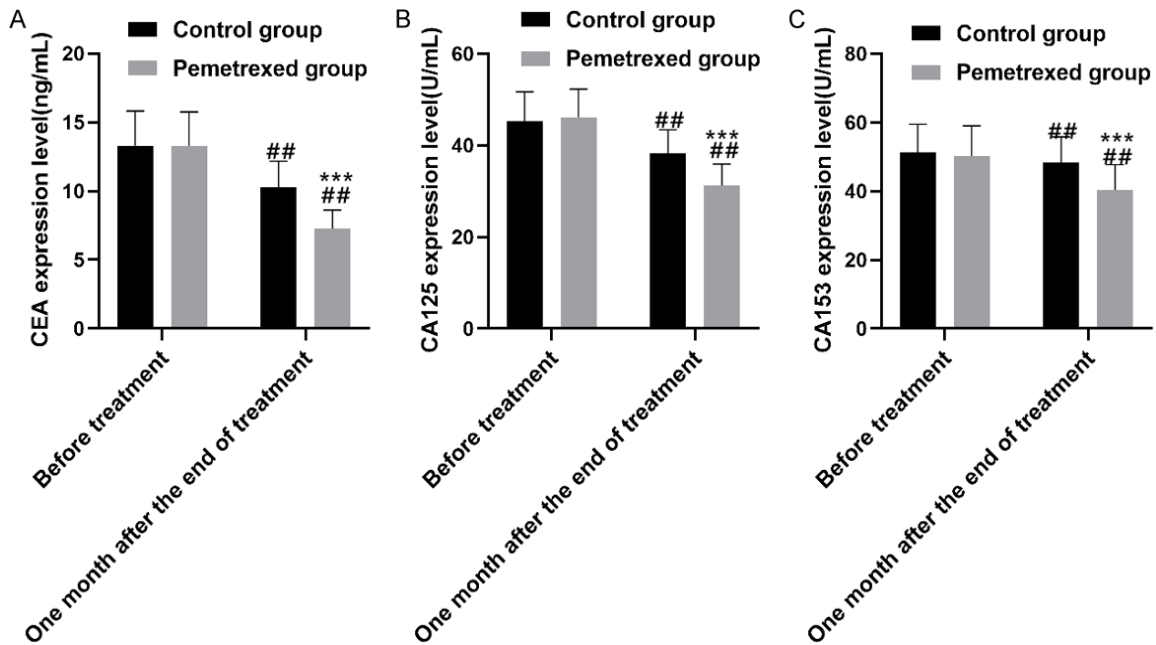 A
CEA expression level(ng/mL)
Control group
Pemetrexed group
20
15
10
5
0
##
***
##
Before treatment
One month after the end of treatment
B
CA125 expression level(U/mL)
Control group
Pemetrexed group
60
40
20
0
##
***
##
Before treatment
One month after the end of treatment
C
CA153 expression level(U/mL)
Control group
Pemetrexed group
80
60
40
20
0
##
***
##
Before treatment
One month after the end of treatment